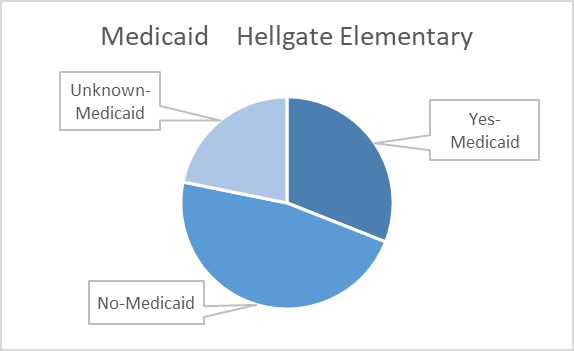 Medicaid    Hellgate Elementary
Unknown-
Medicaid
Yes-
Medicaid
No-Medicaid